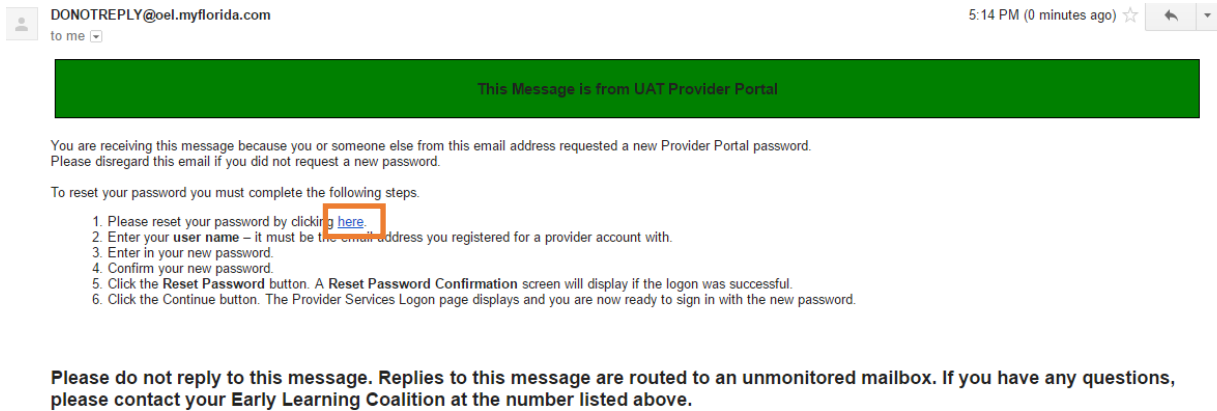 DONOTREPLY@oel.myflorida.com
5:14 PM (0 minutes ago)
to me
This Message is from UAT Provider Portal
You are receiving this message because you or someone else from this email address requested a new Provider Portal password.
Please disregard this email if you did not request a new password.
To reset your password you must complete the following steps.
1. Please reset your password by clicking here.
2. Enter your user name – it must be the email address you registered for a provider account with.
3. Enter in your new password.
4. Confirm your new password.
5. Click the Reset Password button. A Reset Password Confirmation screen will display if the logon was successful.
6. Click the Continue button. The Provider Services Logon page displays and you are now ready to sign in with the new password.
Please do not reply to this message. Replies to this message are routed to an unmonitored mailbox. If you have any questions,
please contact your Early Learning Coalition at the number listed above.